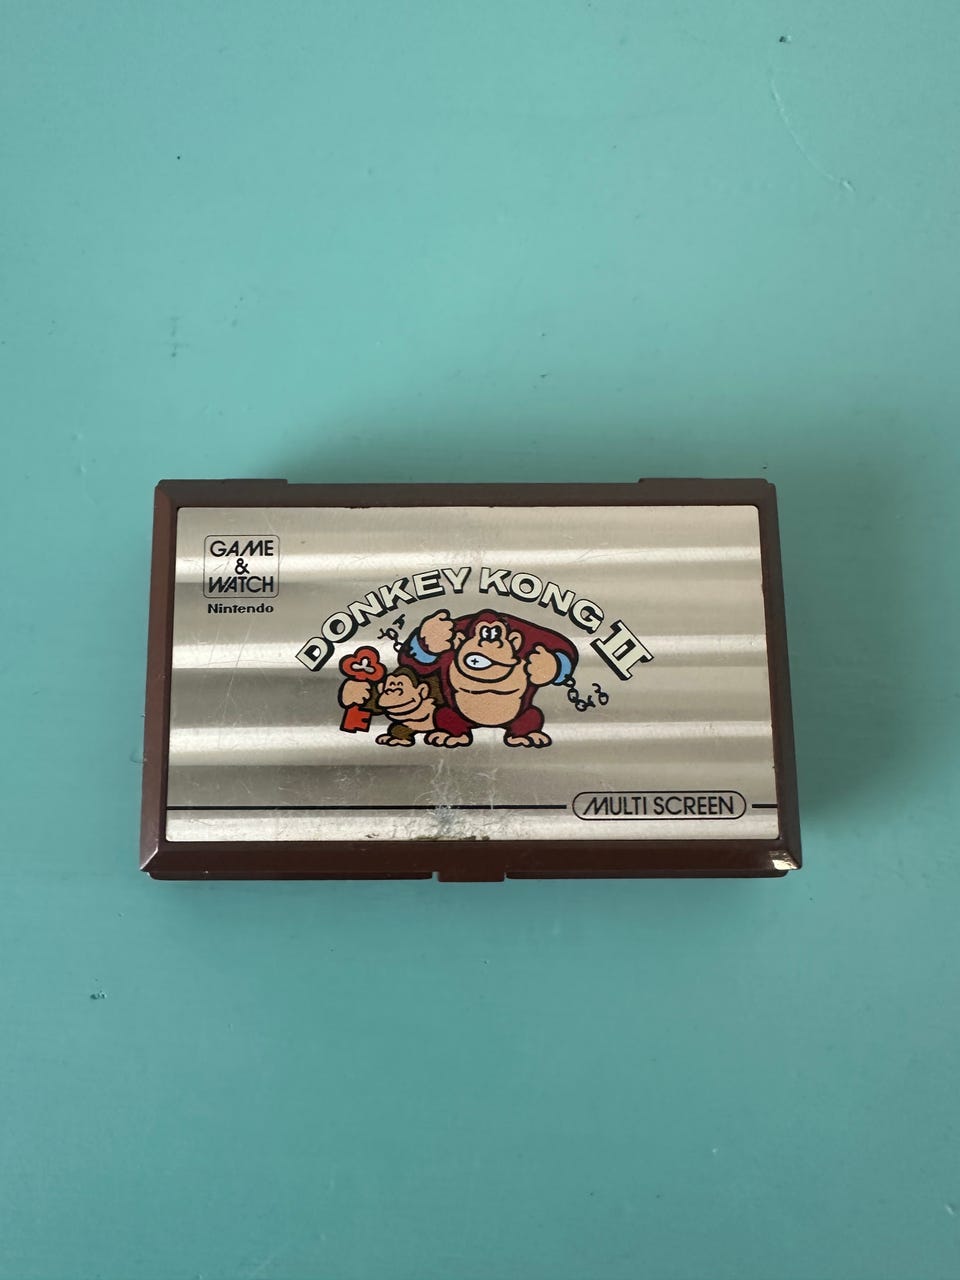 GAME
&
WATCH
Nintendo
DONKEY KONG II
MULTI SCREEN